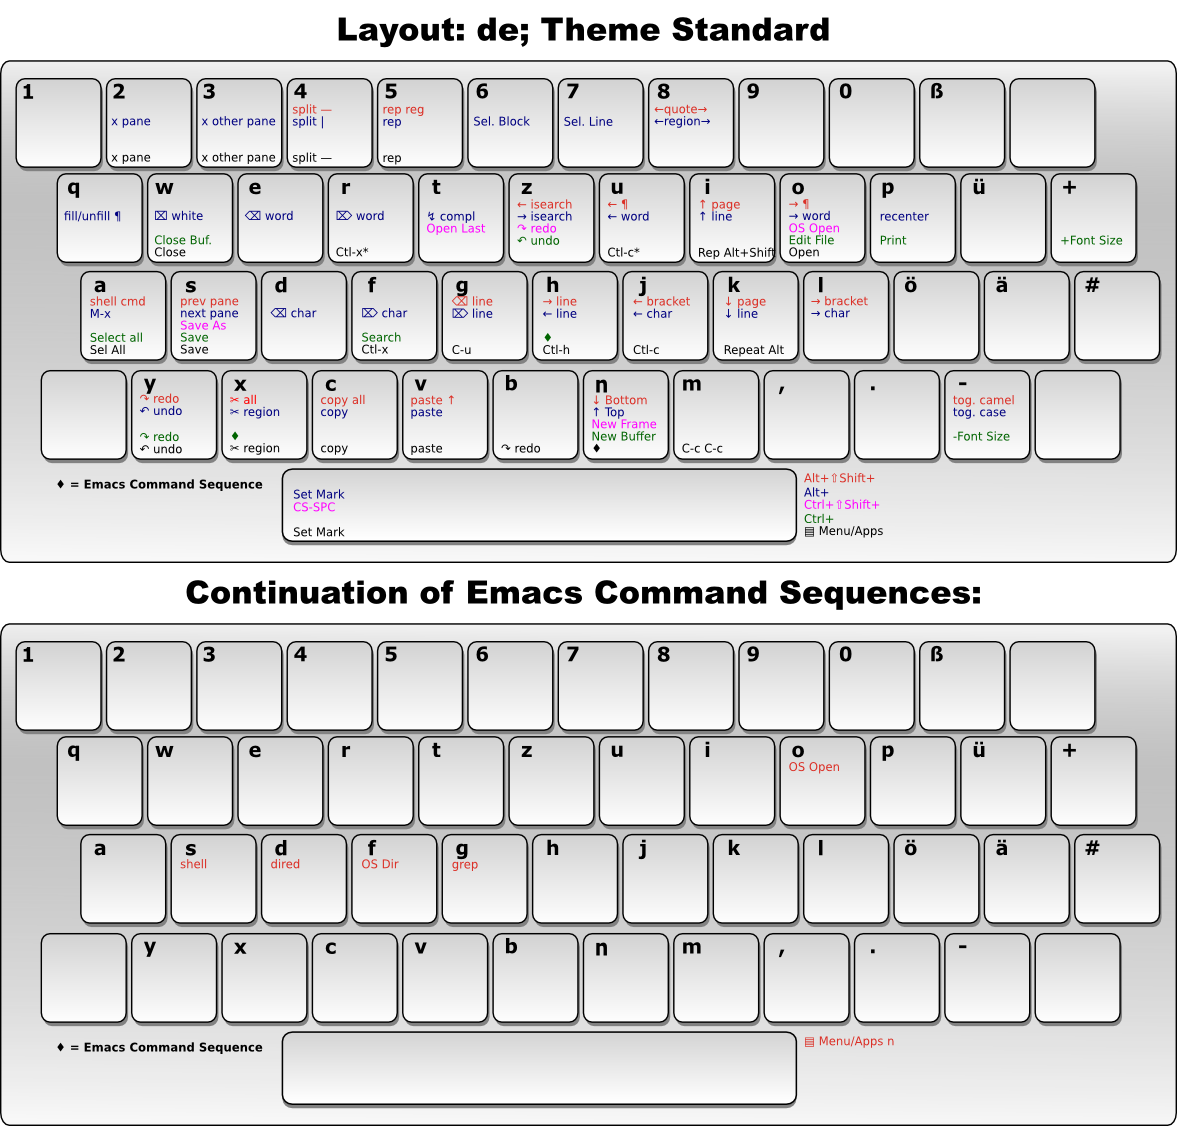 Layout: de; Theme Standard
1 2 3 4 5 6 7 8 9 0 ß
split — rep reg ←quote→
x pane x other pane split | rep Sel. Block Sel. Line ←region→
x pane x other pane split — rep
q w e r t z u i o p ü +
← isearch ← ¶ ↑ page → ¶
fill/unfill ¶ ⌧ white ⌫ word ⌦ word ↯ compl → isearch ← word ↑ line → word recenter
Open Last ↷ redo OS Open
Close Buf. ↶ undo Edit File Print +Font Size
Close Ctl-x* Ctl-c* Rep Alt+Shift Open
a s d f g h j k l ö ä #
shell cmd prev pane ⌫ line → line ← bracket ↓ page → bracket
M-x next pane ⌫ char ⌦ char ⌦ line ← line ← char ↓ line → char
Save As
Select all Save Search ♦
Sel All Save Ctl-x C-u Ctl-h Ctl-c Repeat Alt
y x c v b n m , . -
↷ redo ✂ all copy all paste ↑ ↓ Bottom tog. camel
↶ undo ✂ region copy paste ↑ Top tog. case
New Frame
↷ redo ♦ New Buffer -Font Size
↶ undo ✂ region copy paste ↷ redo ♦ C-c C-c
♦ = Emacs Command Sequence
Set Mark
CS-SPC
Set Mark
Alt+⇧Shift+
Alt+
Ctrl+⇧Shift+
Ctrl+
▤ Menu/Apps
Continuation of Emacs Command Sequences:
1 2 3 4 5 6 7 8 9 0 ß
q w e r t z u i o p ü +
OS Open
a s d f g h j k l ö ä #
shell dired OS Dir grep
y x c v b n m , . -
♦ = Emacs Command Sequence
▤ Menu/Apps n